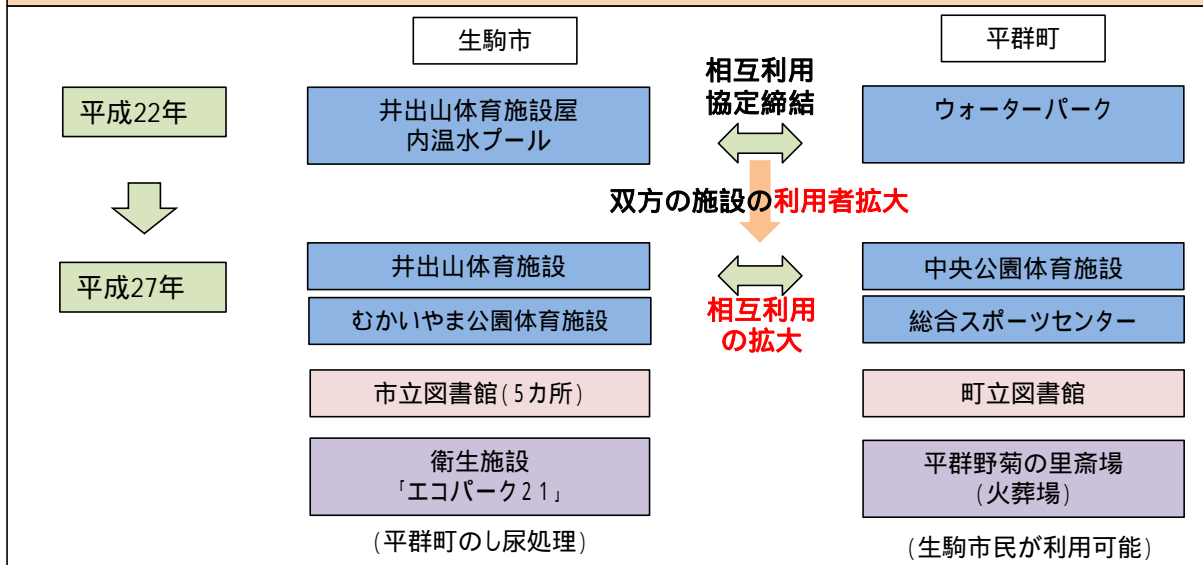 生駒市
平群町
平成22年
井出山体育施設屋
内温水プール
相互利用
協定締結
ウォーターパーク
双方の施設の利用者拡大
平成27年
井出山体育施設
中央公園体育施設
むかいやま公園体育施設
相互利用
の拡大
総合スポーツセンター
市立図書館(5カ所)
町立図書館
衛生施設
「エコパーク21」
(平群町のし尿処理)
平群野菊の里斎場
(火葬場)
(生駒市民が利用可能)